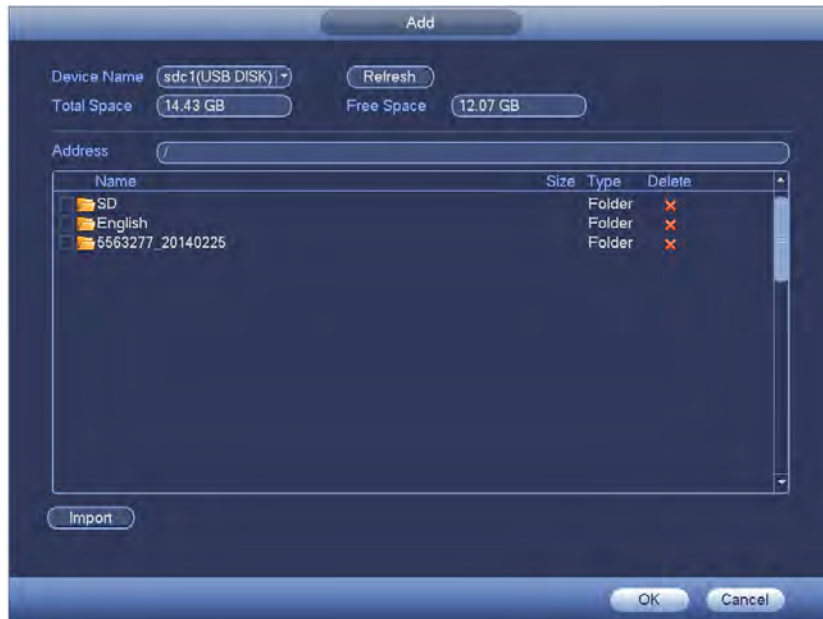 Add
Device Name sdc1(USB DISK) Refresh
Total Space 14.43 GB Free Space 12.07 GB
Address /
Name Size Type Delete
SD Folder
English Folder
5563277_20140225 Folder
Import
OK Cancel